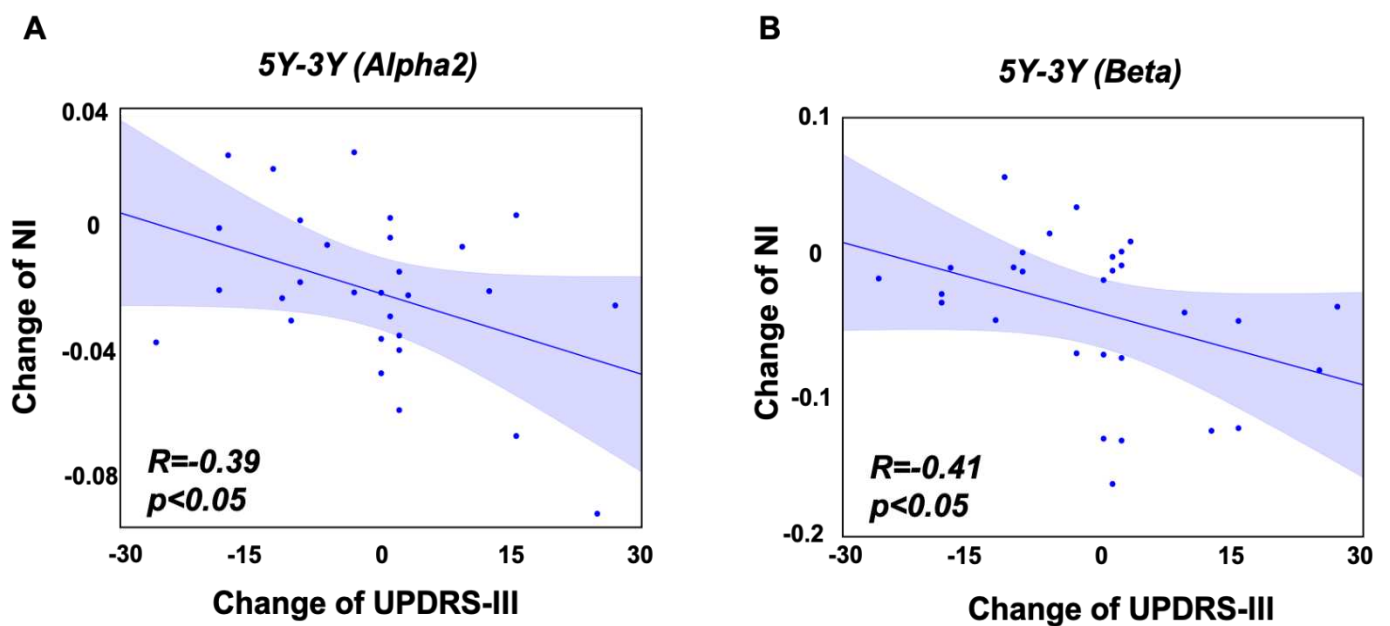 A
5Y-3Y (Alpha2)
0.04
0
-0.04
-0.08
Change of NI
R=-0.39
p<0.05
-30 -15 0 15 30
Change of UPDRS-III
B
5Y-3Y (Beta)
0.1
0
-0.1
-0.2
Change of NI
R=-0.41
p<0.05
-30 -15 0 15 30
Change of UPDRS-III